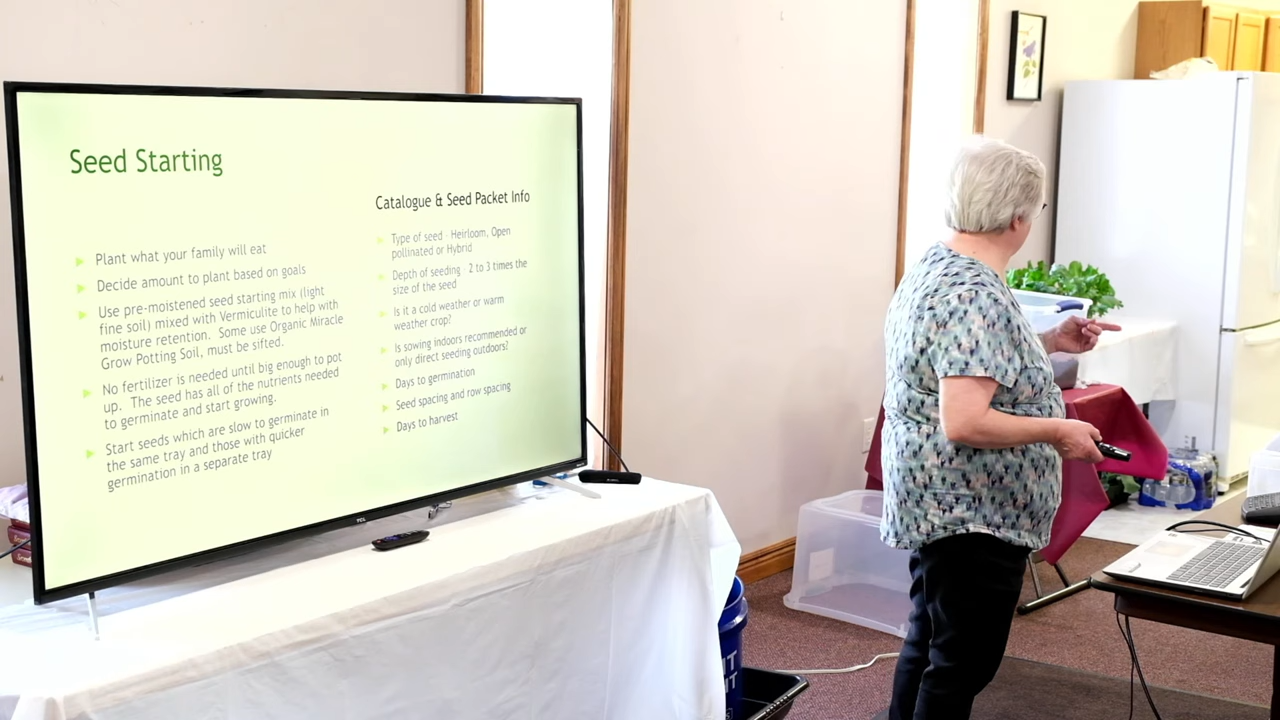 Seed Starting
Plant what your family will eat
Decide amount to plant based on goals
Use pre-moistened seed starting mix (light
fine soil) mixed with Vermiculite to help with
moisture retention. Some use Organic Miracle
Grow Potting Soil, must be sifted.
No fertilizer is needed until big enough to pot
up. The seed has all of the nutrients needed
to germinate and start growing.
Start seeds which are slow to germinate in
the same tray and those with quicker
germination in a separate tray
Catalogue & Seed Packet Info
Type of seed - Heirloom, Open
pollinated or Hybrid
Depth of seeding - 2 to 3 times the
size of the seed
Is it a cold weather or warm
weather crop?
Is sowing indoors recommended or
only direct seeding outdoors?
Days to germination
Seed spacing and row spacing
Days to harvest
TCL